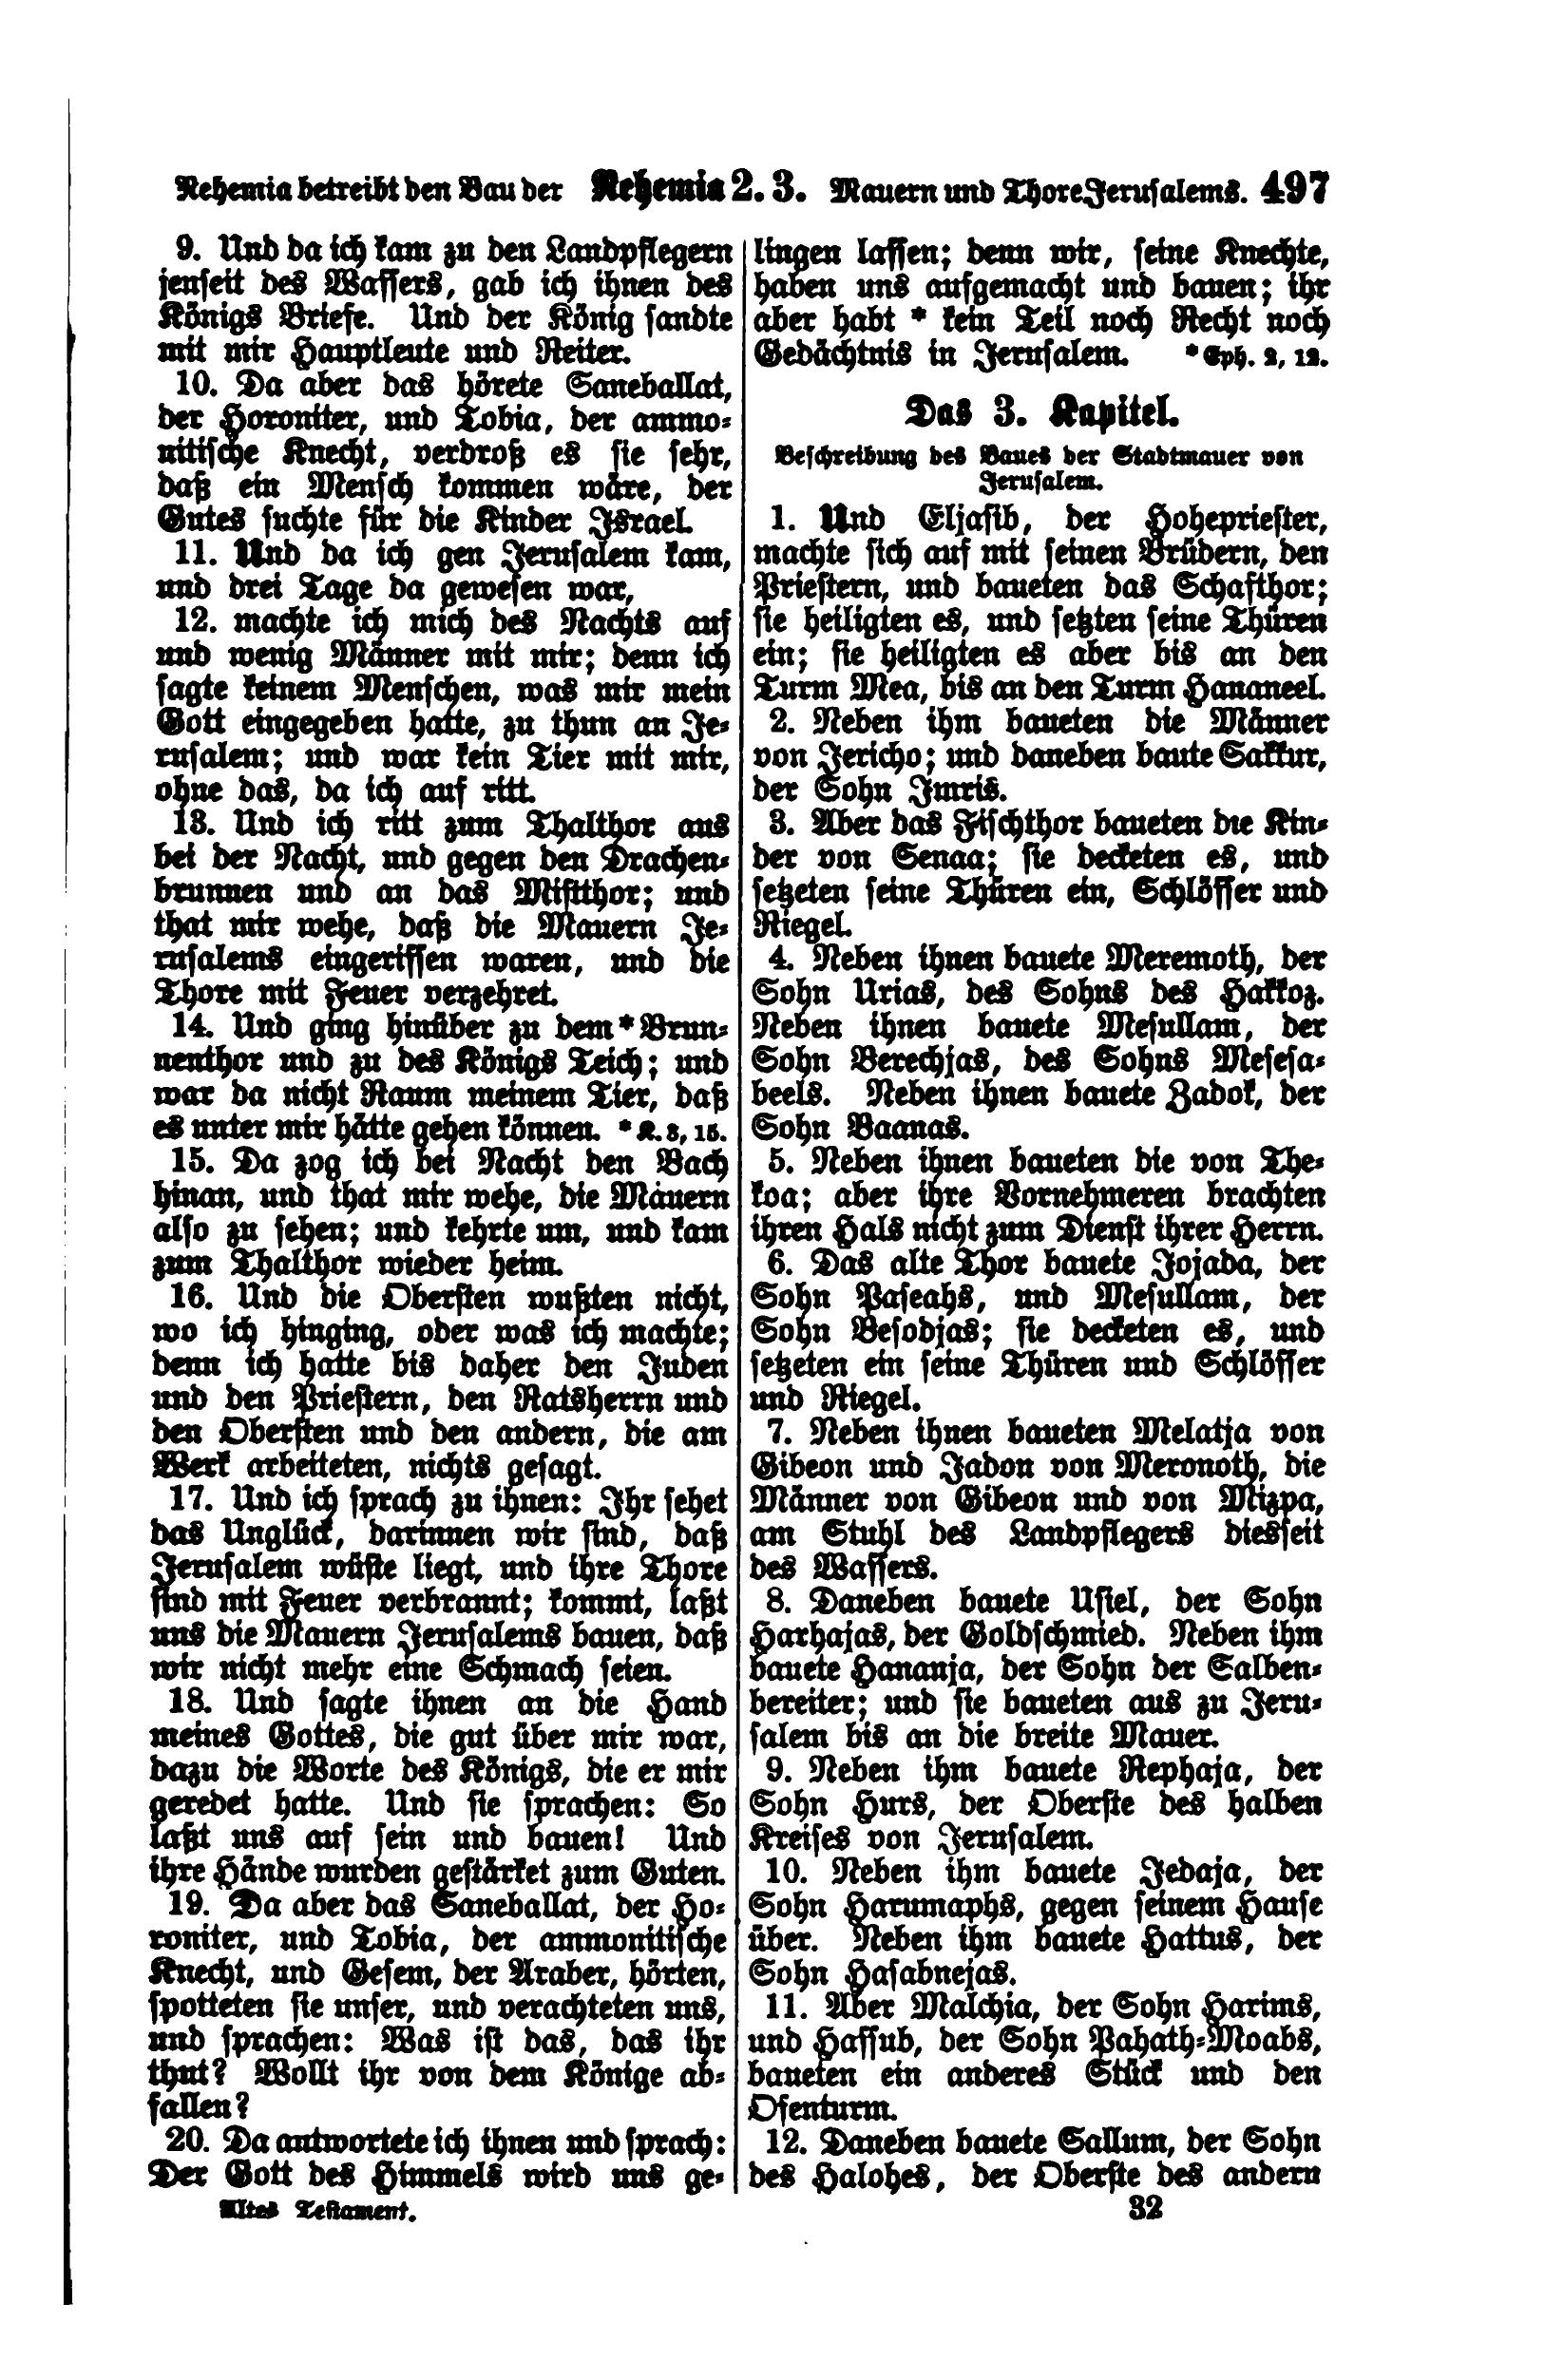 Nehemia betreibt den Bau der Nehemia 2. 3. Mauern und Thore Jerusalems. 497
9. Und da ich kam zu den Landpflegern
jenseit des Wassers, gab ich ihnen des
Königs Briefe. Und der König sandte
mit mir Hauptleute und Reiter.
10. Da aber das hörete Saneballat,
der Horoniter, und Tobia, der ammo-
nitische Knecht, verdroß es sie sehr,
daß ein Mensch kommen wäre, der
Gutes suchte für die Kinder Israel.
11. Und da ich gen Jerusalem kam,
und drei Tage da gewesen war,
12. machte ich mich des Nachts auf
und wenig Männer mit mir; denn ich
sagte keinem Menschen, was mir mein
Gott eingegeben hatte, zu thun an Je-
rusalem; und war kein Tier mit mir,
ohne das, da ich auf ritt.
13. Und ich ritt zum Thalthor aus
bei der Nacht, und gegen den Drachen-
brunnen und an das Mistthor; und
that mir wehe, daß die Mauern Je-
rusalems eingerissen waren, und die
Thore mit Feuer verzehret.
14. Und ging hinüber zu dem * Brun-
nenthor und zu des Königs Teich; und
war da nicht Raum meinem Tier, daß
es unter mir hätte gehen können. * K. 3, 15.
15. Da zog ich bei Nacht den Bach
hinan, und that mir wehe, die Mauern
also zu sehen; und kehrte um, und kam
zum Thalthor wieder heim.
16. Und die Obersten wußten nicht,
wo ich hinging, oder was ich machte;
denn ich hatte bis daher den Juden
und den Priestern, den Ratsherrn und
den Obersten und den andern, die am
Werk arbeiteten, nichts gesagt.
17. Und ich sprach zu ihnen: Ihr sehet
das Unglück, darinnen wir sind, daß
Jerusalem wüste liegt, und ihre Thore
sind mit Feuer verbrannt; kommt, laßt
uns die Mauern Jerusalems bauen, daß
wir nicht mehr eine Schmach seien.
18. Und sagte ihnen an die Hand
meines Gottes, die gut über mir war,
dazu die Worte des Königs, die er mir
geredet hatte. Und sie sprachen: So
laßt uns auf sein und bauen! Und
ihre Hände wurden gestärket zum Guten.
19. Da aber das Saneballat, der Ho-
roniter, und Tobia, der ammonitische
Knecht, und Gesem, der Araber, hörten,
spotteten sie unser, und verachteten uns,
und sprachen: Was ist das, das ihr
thut? Wollt ihr von dem Könige ab-
fallen?
20. Da antwortete ich ihnen und sprach:
Der Gott des Himmels wird uns ge-
lingen lassen; denn wir, seine Knechte,
haben uns aufgemacht und bauen; ihr
aber habt * kein Teil noch Recht noch
Gedächtnis in Jerusalem. * Eph. 2, 12.
Das 3. Kapitel.
Beschreibung des Baues der Stadtmauer von
Jerusalem.
1. Und Eljasib, der Hohepriester,
machte sich auf mit seinen Brüdern, den
Priestern, und baueten das Schafthor;
sie heiligten es, und setzten seine Thüren
ein; sie heiligten es aber bis an den
Turm Mea, bis an den Turm Hananeel.
2. Neben ihm baueten die Männer
von Jericho; und daneben baute Sakkur,
der Sohn Imris.
3. Aber das Fischthor baueten die Kin-
der von Senaa; sie decketen es, und
setzeten seine Thüren ein, Schlösser und
Riegel.
4. Neben ihnen bauete Meremoth, der
Sohn Urias, des Sohns des Hakkoz.
Neben ihnen bauete Mesullam, der
Sohn Berechjas, des Sohns Mesesa-
beels. Neben ihnen bauete Zadok, der
Sohn Baanas.
5. Neben ihnen baueten die von The-
koa; aber ihre Vornehmeren brachten
ihren Hals nicht zum Dienst ihrer Herrn.
6. Das alte Thor bauete Jojada, der
Sohn Paseahs, und Mesullam, der
Sohn Besodjas; sie decketen es, und
setzeten ein seine Thüren und Schlösser
und Riegel.
7. Neben ihnen baueten Melatja von
Gibeon und Jadon von Meronoth, die
Männer von Gibeon und von Mizpa,
am Stuhl des Landpflegers diesseit
des Wassers.
8. Daneben bauete Usiel, der Sohn
Harhajas, der Goldschmied. Neben ihm
bauete Hananja, der Sohn der Salben-
bereiter; und sie baueten aus zu Jeru-
salem bis an die breite Mauer.
9. Neben ihm bauete Rephaja, der
Sohn Hurs, der Oberste des halben
Kreises von Jerusalem.
10. Neben ihm bauete Jedaja, der
Sohn Harumaphs, gegen seinem Hause
über. Neben ihm bauete Hattus, der
Sohn Hasabnejas.
11. Aber Malchia, der Sohn Harims,
und Hassub, der Sohn Pahath-Moabs,
baueten ein anderes Stück und den
Ofenturm.
12. Daneben bauete Sallum, der Sohn
des Halohes, der Oberste des andern
Altes Testament. 32